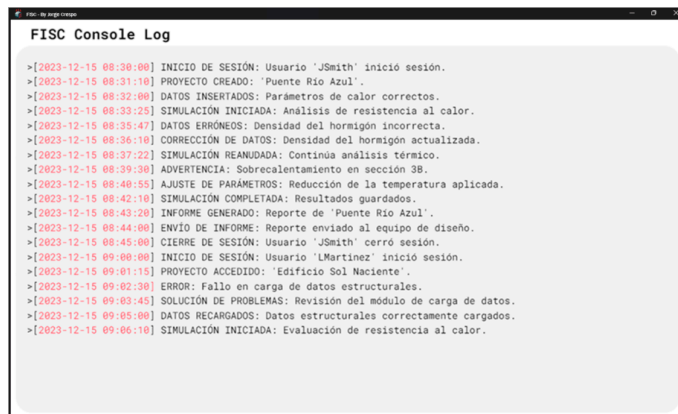 FISC - By Jorge Crespo
FISC Console Log
>[2023-12-15 08:30:00] INICIO DE SESIÓN: Usuario 'JSmith' inició sesión.
>[2023-12-15 08:31:10] PROYECTO CREADO: 'Puente Río Azul'.
>[2023-12-15 08:32:00] DATOS INSERTADOS: Parámetros de calor correctos.
>[2023-12-15 08:33:25] SIMULACIÓN INICIADA: Análisis de resistencia al calor.
>[2023-12-15 08:35:47] DATOS ERRÓNEOS: Densidad del hormigón incorrecta.
>[2023-12-15 08:36:10] CORRECCIÓN DE DATOS: Densidad del hormigón actualizada.
>[2023-12-15 08:37:22] SIMULACIÓN REANUDADA: Continúa análisis térmico.
>[2023-12-15 08:39:30] ADVERTENCIA: Sobrecalentamiento en sección 3B.
>[2023-12-15 08:40:55] AJUSTE DE PARÁMETROS: Reducción de la temperatura aplicada.
>[2023-12-15 08:42:10] SIMULACIÓN COMPLETADA: Resultados guardados.
>[2023-12-15 08:43:20] INFORME GENERADO: Reporte de 'Puente Río Azul'.
>[2023-12-15 08:44:00] ENVÍO DE INFORME: Reporte enviado al equipo de diseño.
>[2023-12-15 08:45:00] CIERRE DE SESIÓN: Usuario 'JSmith' cerró sesión.
>[2023-12-15 09:00:00] INICIO DE SESIÓN: Usuario 'LMartinez' inició sesión.
>[2023-12-15 09:01:15] PROYECTO ACCEDIDO: 'Edificio Sol Naciente'.
>[2023-12-15 09:02:30] ERROR: Fallo en carga de datos estructurales.
>[2023-12-15 09:03:45] SOLUCIÓN DE PROBLEMAS: Revisión del módulo de carga de datos.
>[2023-12-15 09:05:00] DATOS RECARGADOS: Datos estructurales correctamente cargados.
>[2023-12-15 09:06:10] SIMULACIÓN INICIADA: Evaluación de resistencia al calor.